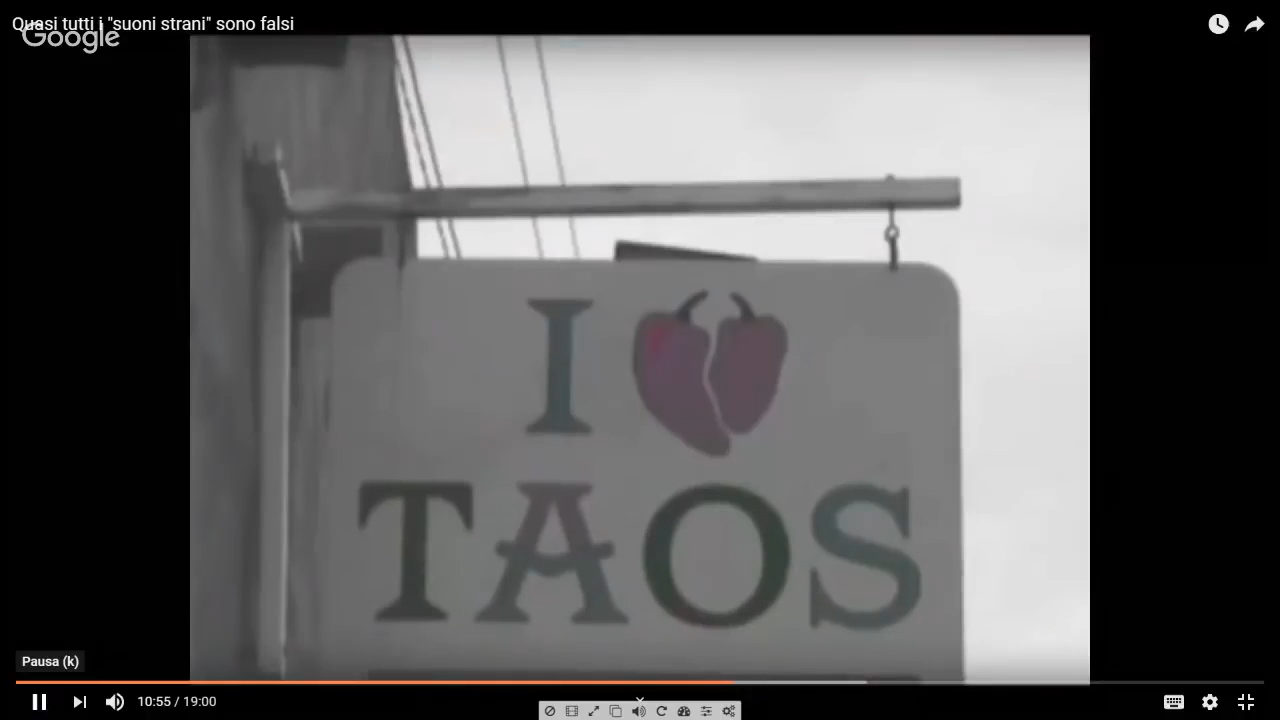 Quasi tutti i "suoni strani" sono falsi
Google
I
TAOS
Pausa (k)
10:55 / 19:00